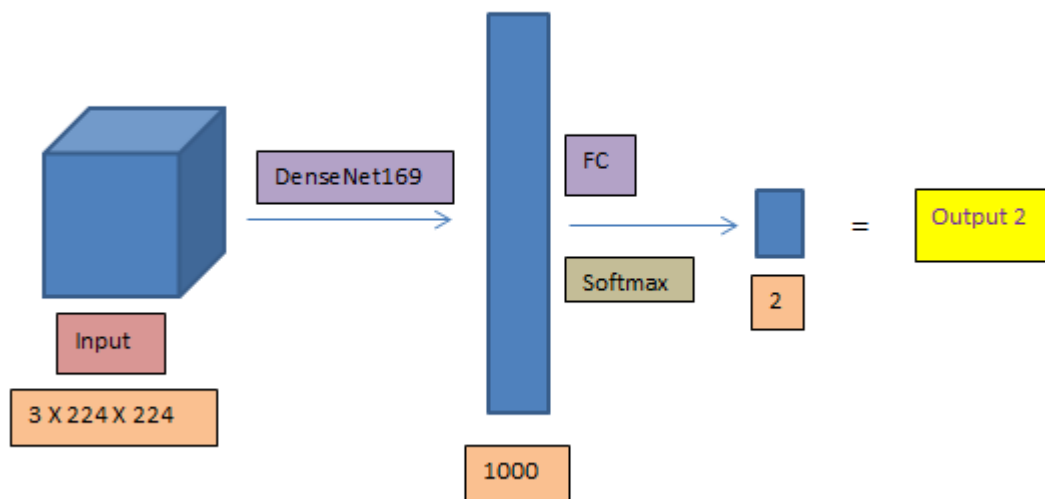 DenseNet169
FC
Output 2
=
Softmax
2
Input
3 X 224 X 224
1000